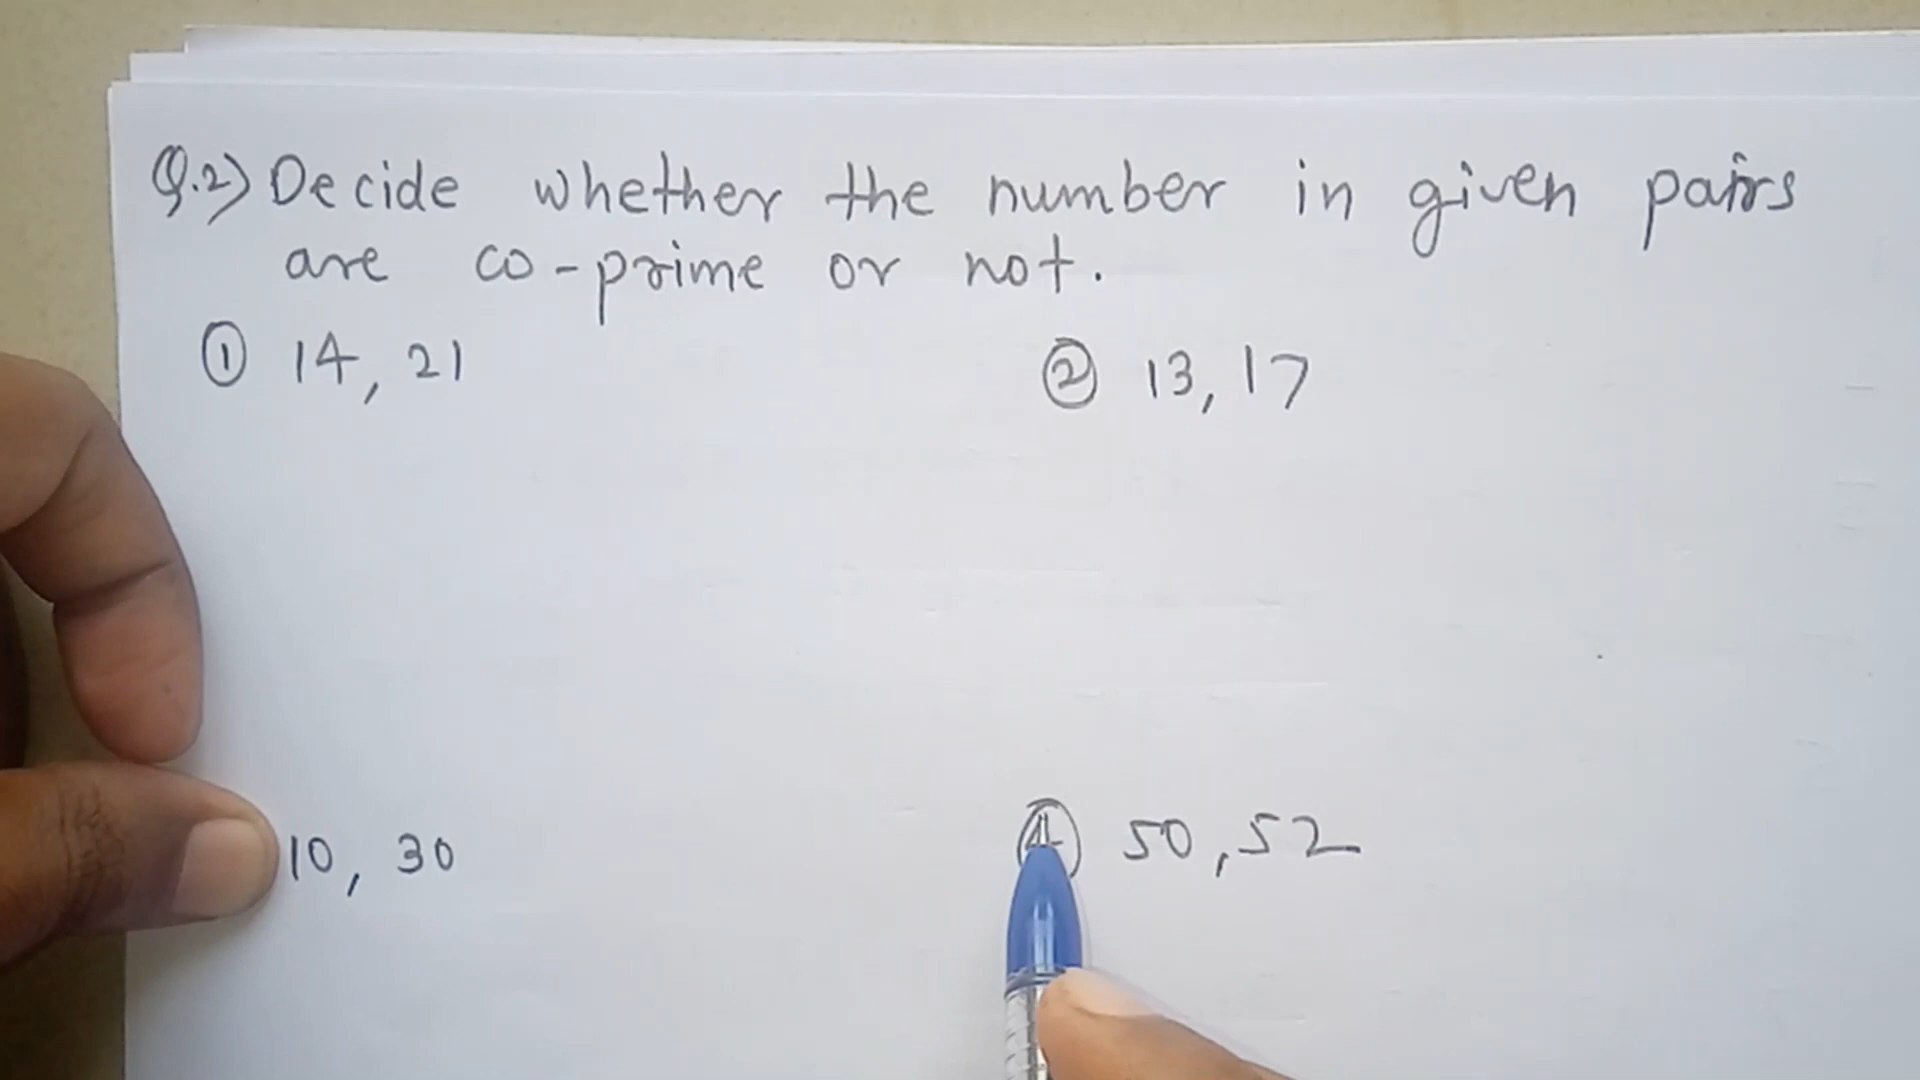 Q.2) Decide whether the number in given pairs
are co-prime or not.
① 14, 21
② 13, 17
10, 30
④ 50, 52